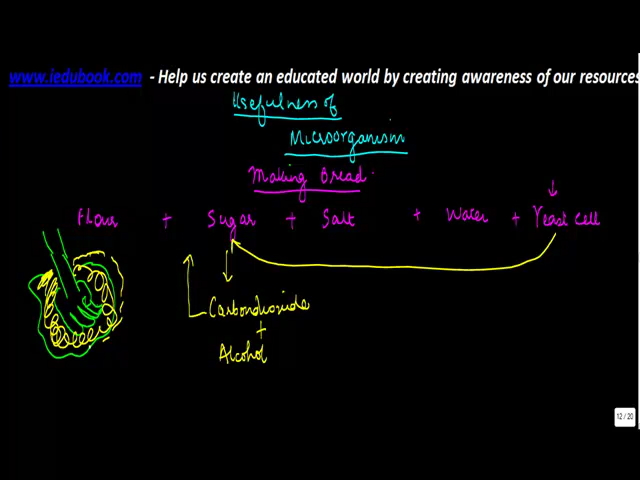 www.iedubook.com - Help us create an educated world by creating awareness of our resources
Usefulness of
Microorganism
Making Bread
Flour + Sugar + Salt + Water + Yeast Cell
Carbondioxide
+
Alcohol
12 / 20